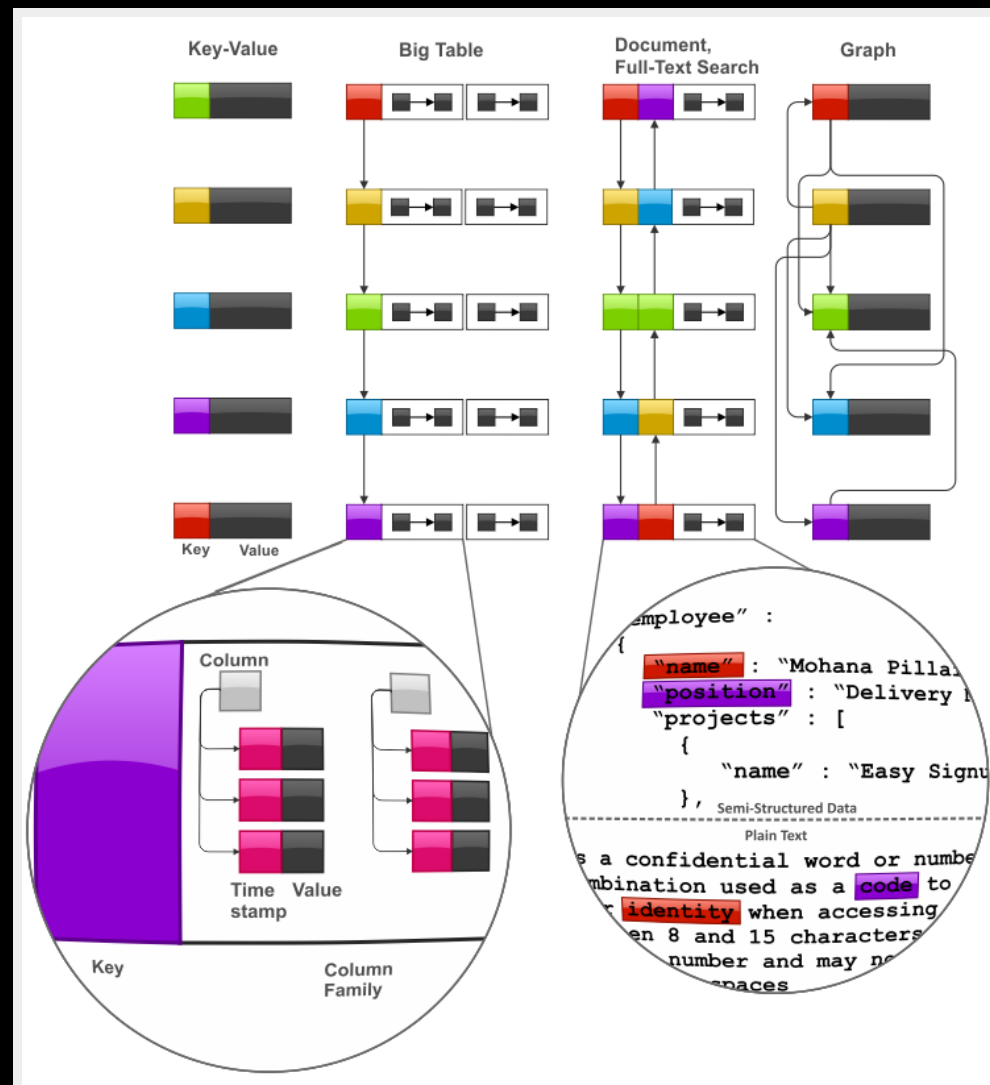 Key-Value
Big Table
Document,
Full-Text Search
Graph
Key Value
Column
Time Value
stamp
Key
Column
Family
employee” :
{
“name” : “Mohana Pillai
“position” : “Delivery
“projects” : [
{
“name” : “Easy Signu
},
Semi-Structured Data
Plain Text
s a confidential word or numbe
mbination used as a code to
identity when accessing
en 8 and 15 characters
number and may
spaces